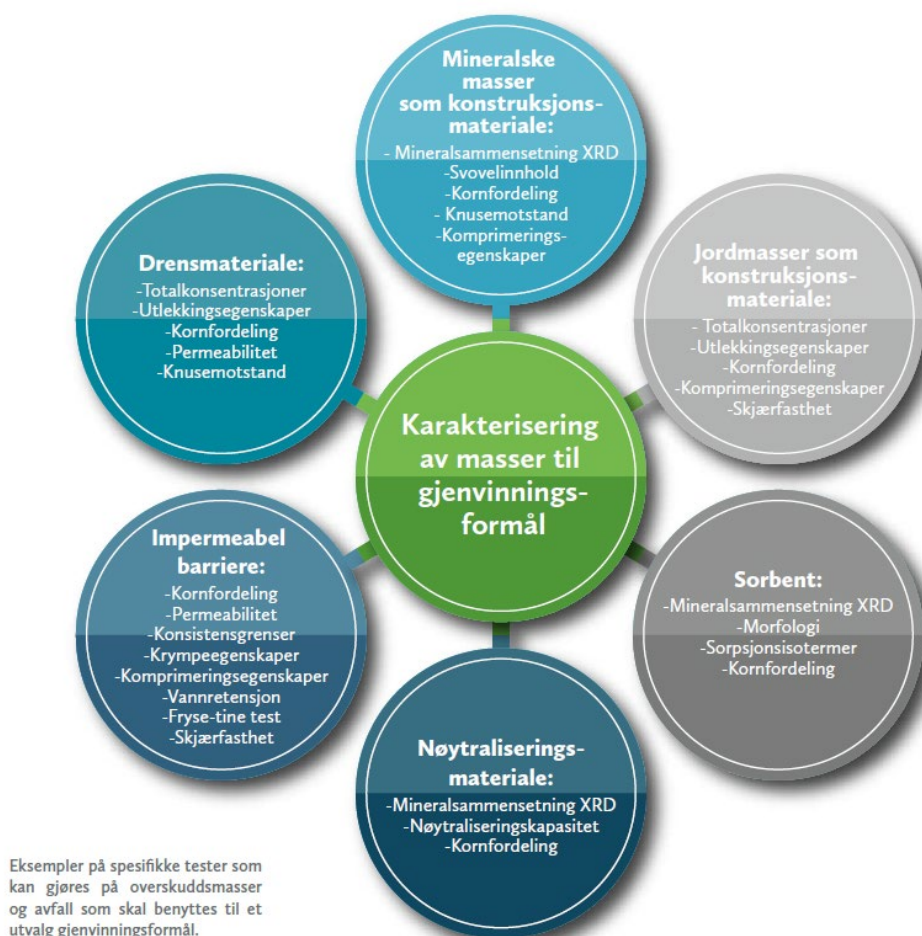 Mineralske
masser
som konstruksjons-
materiale:
- Mineralsammensetning XRD
-Svovelinnhold
-Kornfordeling
- Knusemotstand
-Komprimerings-
egenskaper
Jordmasser som
konstruksjons-
materiale:
- Totalkonsentrasjoner
-Utlekkingsegenskaper
-Kornfordeling
-Komprimeringsegenskaper
-Skjærfasthet
Sorbent:
-Mineralsammensetning XRD
-Morfologi
-Sorpsjonsisotermer
-Kornfordeling
Nøytraliserings-
materiale:
-Mineralsammensetning XRD
-Nøytraliseringskapasitet
-Kornfordeling
Impermeabel
barriere:
-Kornfordeling
-Permeabilitet
-Konsistensgrenser
-Krympeegenskaper
-Komprimeringsegenskaper
-Vannretensjon
-Fryse-tine test
-Skjærfasthet
Drensmateriale:
-Totalkonsentrasjoner
-Utlekkingsegenskaper
-Kornfordeling
-Permeabilitet
-Knusemotstand
Karakterisering
av masser til
gjenvinnings-
formål
Eksempler på spesifikke tester som
kan gjøres på overskuddsmasser
og avfall som skal benyttes til et
utvalg gjenvinningsformål.